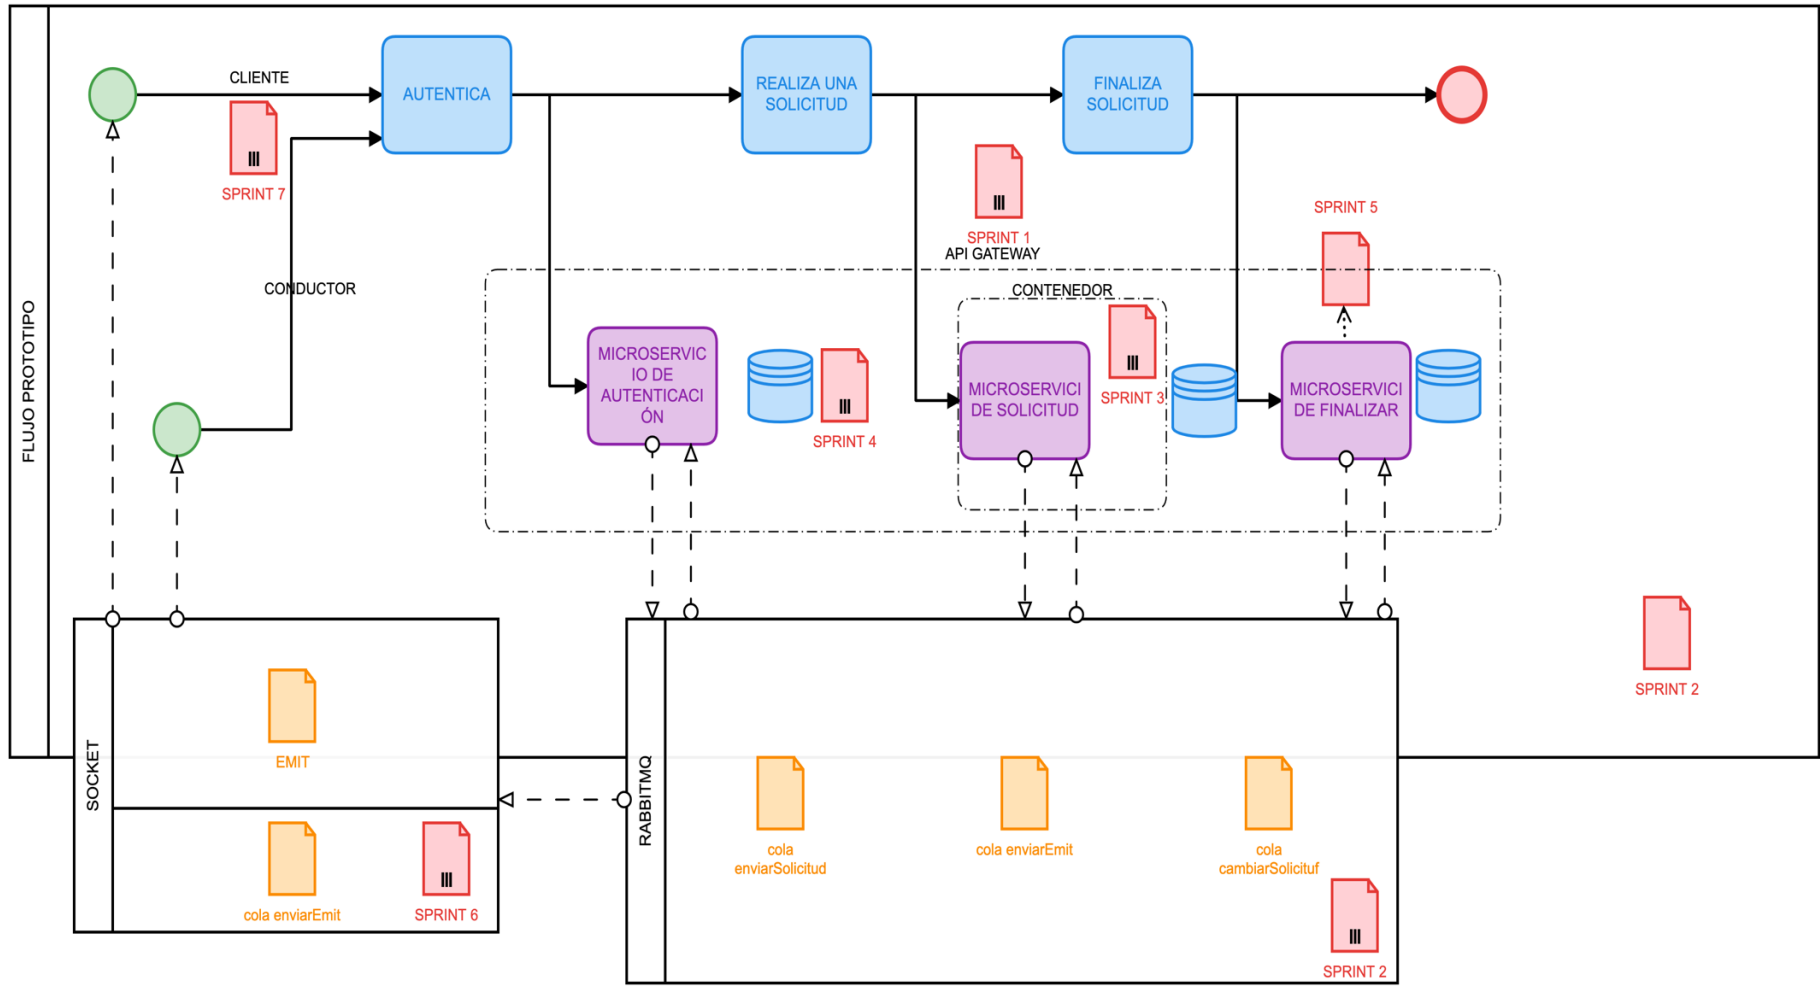 FLUJO PROTOTIPO
CLIENTE
AUTENTICA
REALIZA UNA
SOLICITUD
FINALIZA
SOLICITUD
SPRINT 7
SPRINT 1
SPRINT 5
API GATEWAY
CONDUCTOR
CONTENEDOR
MICROSERVIC
IO DE
AUTENTICACI
ÓN
SPRINT 4
MICROSERVICI
DE SOLICITUD
SPRINT 3
MICROSERVICI
DE FINALIZAR
SPRINT 2
SOCKET
EMIT
cola enviarEmit
SPRINT 6
RABBITMQ
cola
enviarSolicitud
cola enviarEmit
cola
cambiarSolicituf
SPRINT 2